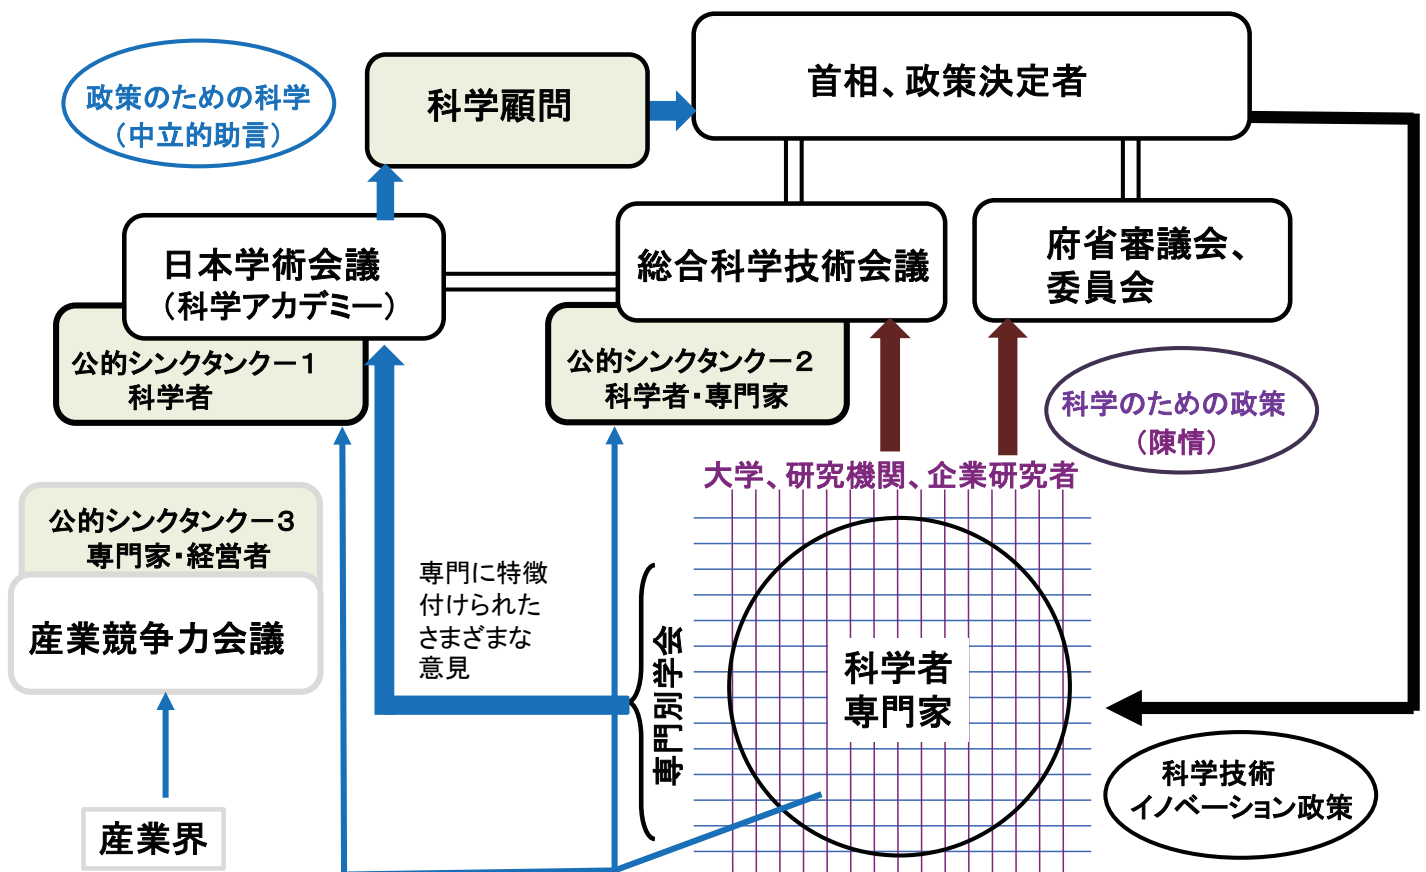 政策のための科学
（中立的助言）
科学顧問
首相、政策決定者
日本学術会議
（科学アカデミー）
総合科学技術会議
府省審議会、
委員会
公的シンクタンクー１
科学者
公的シンクタンクー２
科学者・専門家
科学のための政策
（陳情）
大学、研究機関、企業研究者
公的シンクタンクー３
専門家・経営者
産業競争力会議
産業界
専門に特徴
付けられた
さまざまな
意見
専門別学会
科学者
専門家
科学技術
イノベーション政策